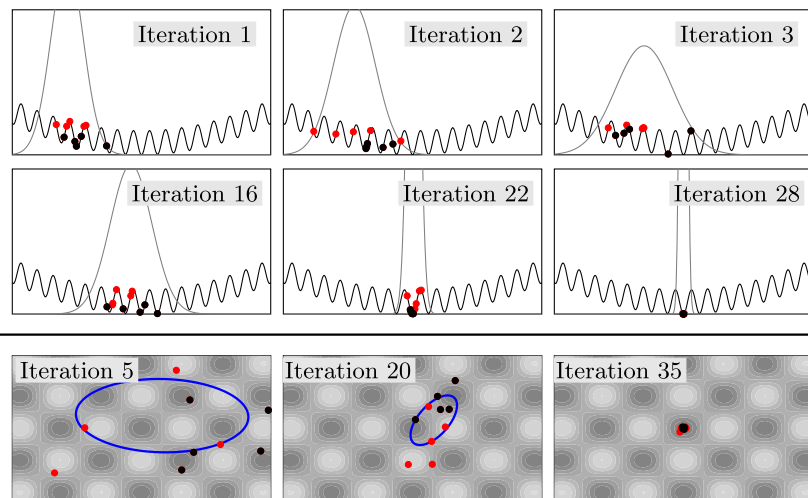 Iteration 1
Iteration 2
Iteration 3
Iteration 16
Iteration 22
Iteration 28
Iteration 5
Iteration 20
Iteration 35